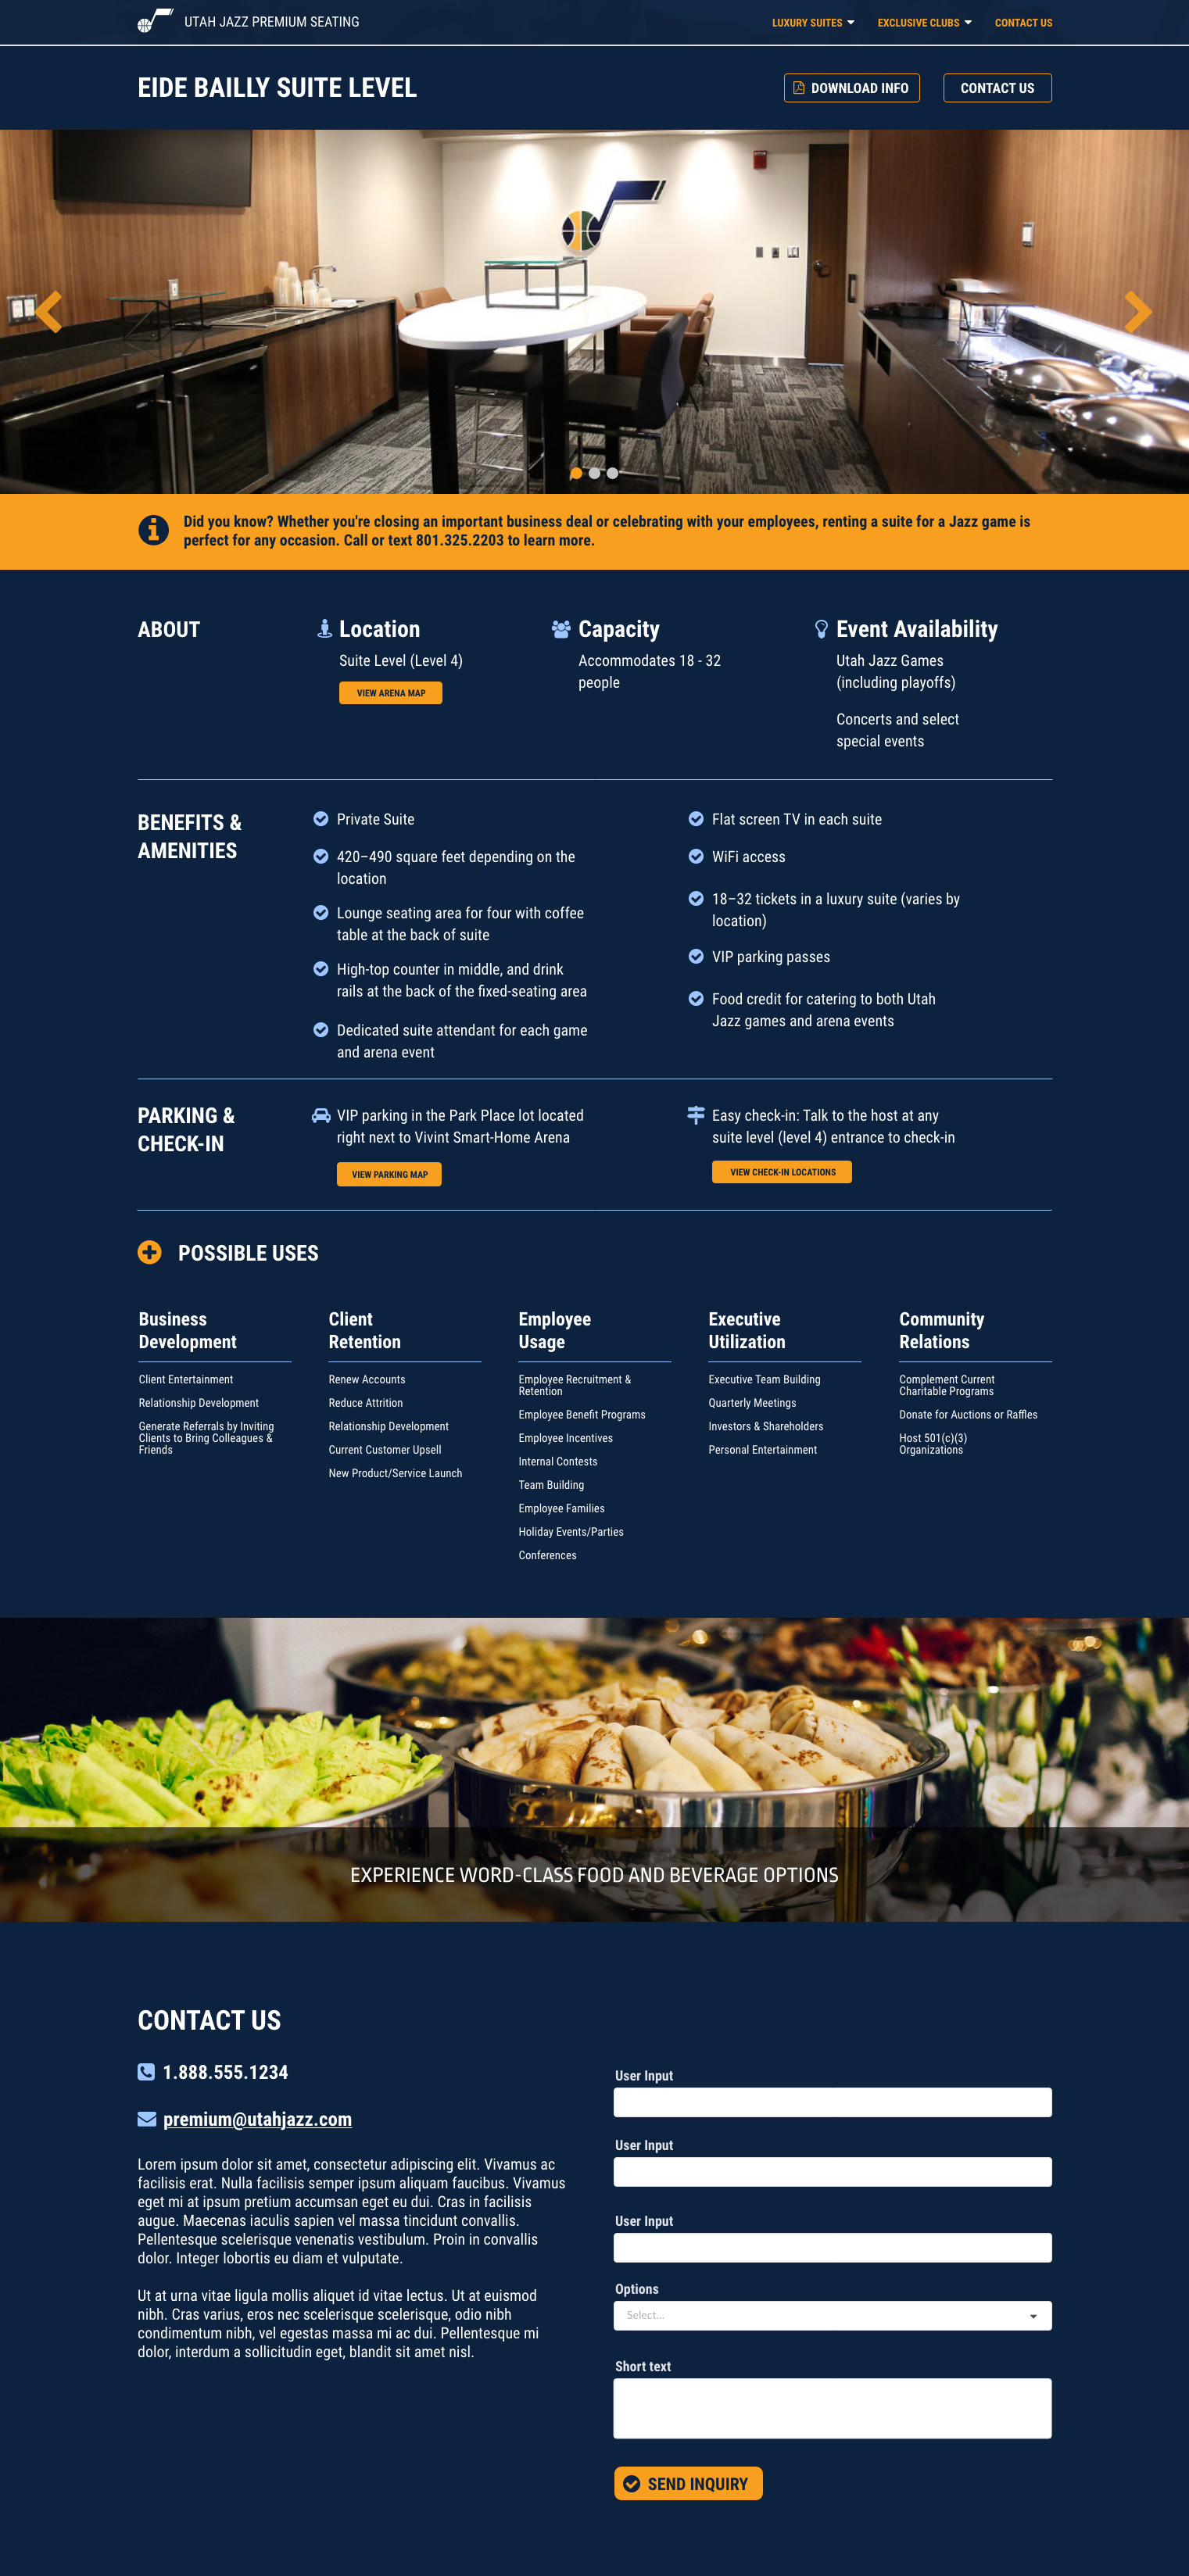 UTAH JAZZ PREMIUM SEATING
LUXURY SUITES
EXCLUSIVE CLUBS
CONTACT US
EIDE BAILLY SUITE LEVEL
DOWNLOAD INFO
CONTACT US
Did you know? Whether you're closing an important business deal or celebrating with your employees, renting a suite for a Jazz game is
perfect for any occasion. Call or text 801.325.2203 to learn more.
ABOUT
Location
Suite Level (Level 4)
VIEW ARENA MAP
Capacity
Accommodates 18 - 32
people
Event Availability
Utah Jazz Games
(including playoffs)
Concerts and select
special events
BENEFITS &
AMENITIES
Private Suite
420–490 square feet depending on the
location
Lounge seating area for four with coffee
table at the back of suite
High-top counter in middle, and drink
rails at the back of the fixed-seating area
Dedicated suite attendant for each game
and arena event
Flat screen TV in each suite
WiFi access
18–32 tickets in a luxury suite (varies by
location)
VIP parking passes
Food credit for catering to both Utah
Jazz games and arena events
PARKING &
CHECK-IN
VIP parking in the Park Place lot located
right next to Vivint Smart-Home Arena
VIEW PARKING MAP
Easy check-in: Talk to the host at any
suite level (level 4) entrance to check-in
VIEW CHECK-IN LOCATIONS
POSSIBLE USES
Business
Development
Client Entertainment
Relationship Development
Generate Referrals by Inviting
Clients to Bring Colleagues &
Friends
Client
Retention
Renew Accounts
Reduce Attrition
Relationship Development
Current Customer Upsell
New Product/Service Launch
Employee
Usage
Employee Recruitment &
Retention
Employee Benefit Programs
Employee Incentives
Internal Contests
Team Building
Employee Families
Holiday Events/Parties
Conferences
Executive
Utilization
Executive Team Building
Quarterly Meetings
Investors & Shareholders
Personal Entertainment
Community
Relations
Complement Current
Charitable Programs
Donate for Auctions or Raffles
Host 501(c)(3)
Organizations
EXPERIENCE WORD-CLASS FOOD AND BEVERAGE OPTIONS
CONTACT US
1.888.555.1234
premium@utahjazz.com
Lorem ipsum dolor sit amet, consectetur adipiscing elit. Vivamus ac
facilisis erat. Nulla facilisis semper ipsum aliquam faucibus. Vivamus
eget mi at ipsum pretium accumsan eget eu dui. Cras in facilisis
augue. Maecenas iaculis sapien vel massa tincidunt convallis.
Pellentesque scelerisque venenatis vestibulum. Proin in convallis
dolor. Integer lobortis eu diam et vulputate.
Ut at urna vitae ligula mollis aliquet id vitae lectus. Ut at euismod
nibh. Cras varius, eros nec scelerisque scelerisque, odio nibh
condimentum nibh, vel egestas massa mi ac dui. Pellentesque mi
dolor, interdum a sollicitudin eget, blandit sit amet nisl.
User Input
User Input
User Input
Options
Select...
Short text
SEND INQUIRY